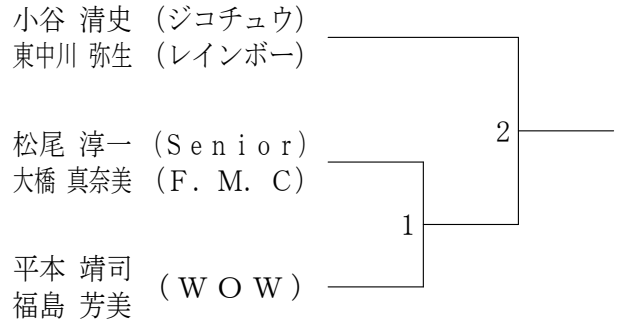 小谷 清史 (ジコチュウ)
東中川 弥生 (レインボー)
2
松尾 淳一 (Senior)
大橋 真奈美 (F. M. C)
1
平本 靖司
(WOW)
福島 芳美